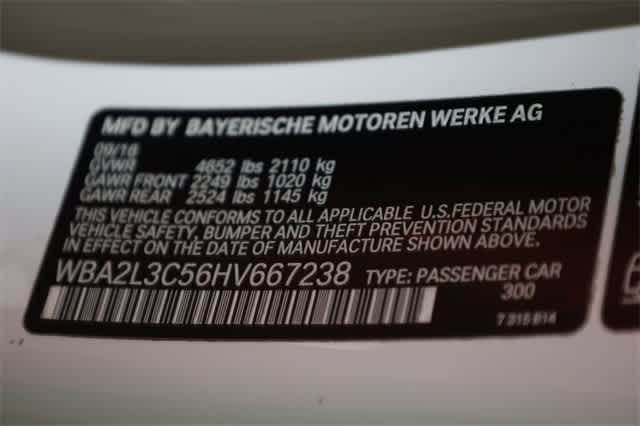 MFD BY BAYERISCHE MOTOREN WERKE AG
09/16
GVWR 4652 lbs 2110 kg
GAWR FRONT 2249 lbs 1020 kg
GAWR REAR 2524 lbs 1145 kg
THIS VEHICLE CONFORMS TO ALL APPLICABLE U.S.FEDERAL MOTOR
VEHICLE SAFETY, BUMPER AND THEFT PREVENTION STANDARDS
IN EFFECT ON THE DATE OF MANUFACTURE SHOWN ABOVE.
WBA2L3C56HV667238 TYPE: PASSENGER CAR
300
7 315 814